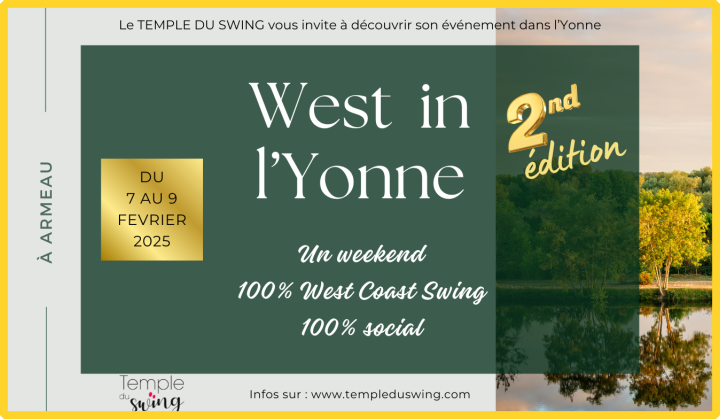 Le TEMPLE DU SWING vous invite à découvrir son événement dans l'Yonne
West in
l'Yonne
2nd
édition
À ARMEAU
DU
7 AU 9
FEVRIER
2025
Un weekend
100% West Coast Swing
100% social
Temple
du swing
Infos sur : www.templeduswing.com